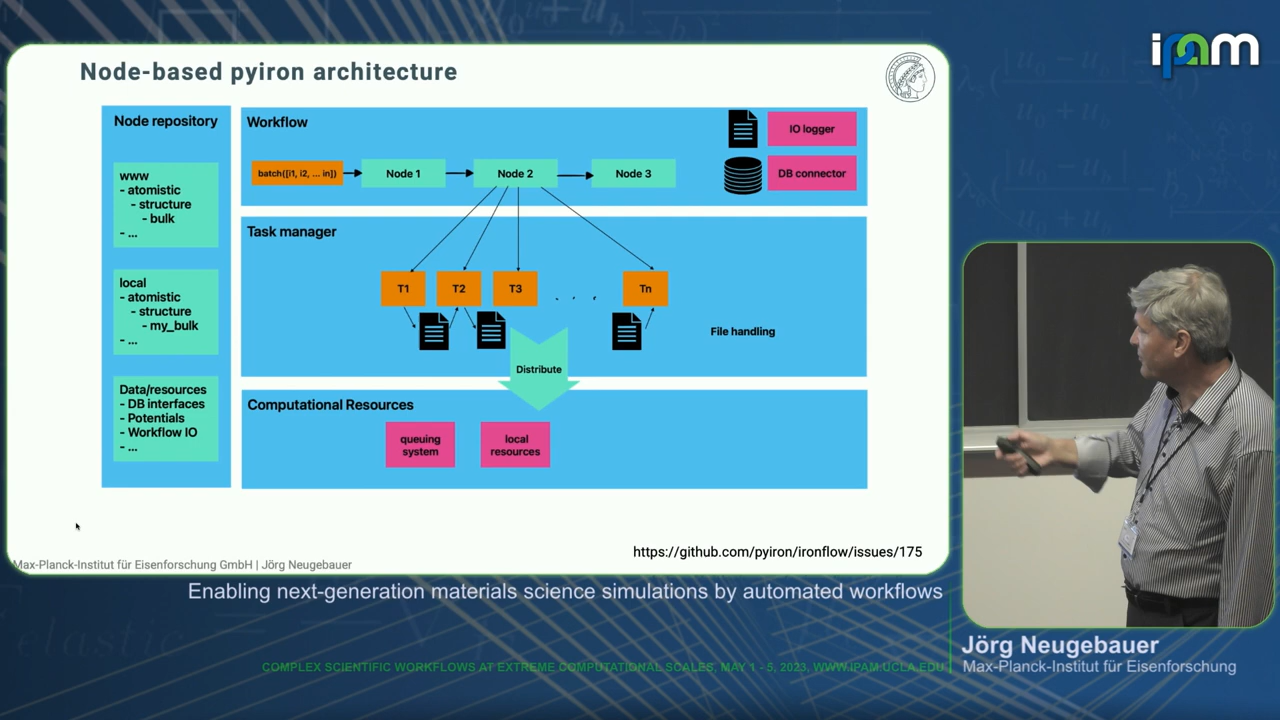 ipam
Node-based pyiron architecture
Node repository
www
- atomistic
- structure
- bulk
- ...
local
- atomistic
- structure
- my_bulk
- ...
Data/resources
- DB interfaces
- Potentials
- Workflow IO
- ...
Workflow
batch([i1, i2, ... in])
Node 1
Node 2
Node 3
IO logger
DB connector
Task manager
T1
T2
T3
. . .
Tn
File handling
Distribute
Computational Resources
queuing
system
local
resources
https://github.com/pyiron/ironflow/issues/175
Max-Planck-Institut für Eisenforschung GmbH | Jörg Neugebauer
Enabling next-generation materials science simulations by automated workflows
Jörg Neugebauer
Max-Planck-Institut für Eisenforschung
COMPLEX SCIENTIFIC WORKFLOWS AT EXTREME COMPUTATIONAL SCALES, MAY 1 - 5, 2023, WWW.IPAM.UCLA.EDU
elastic